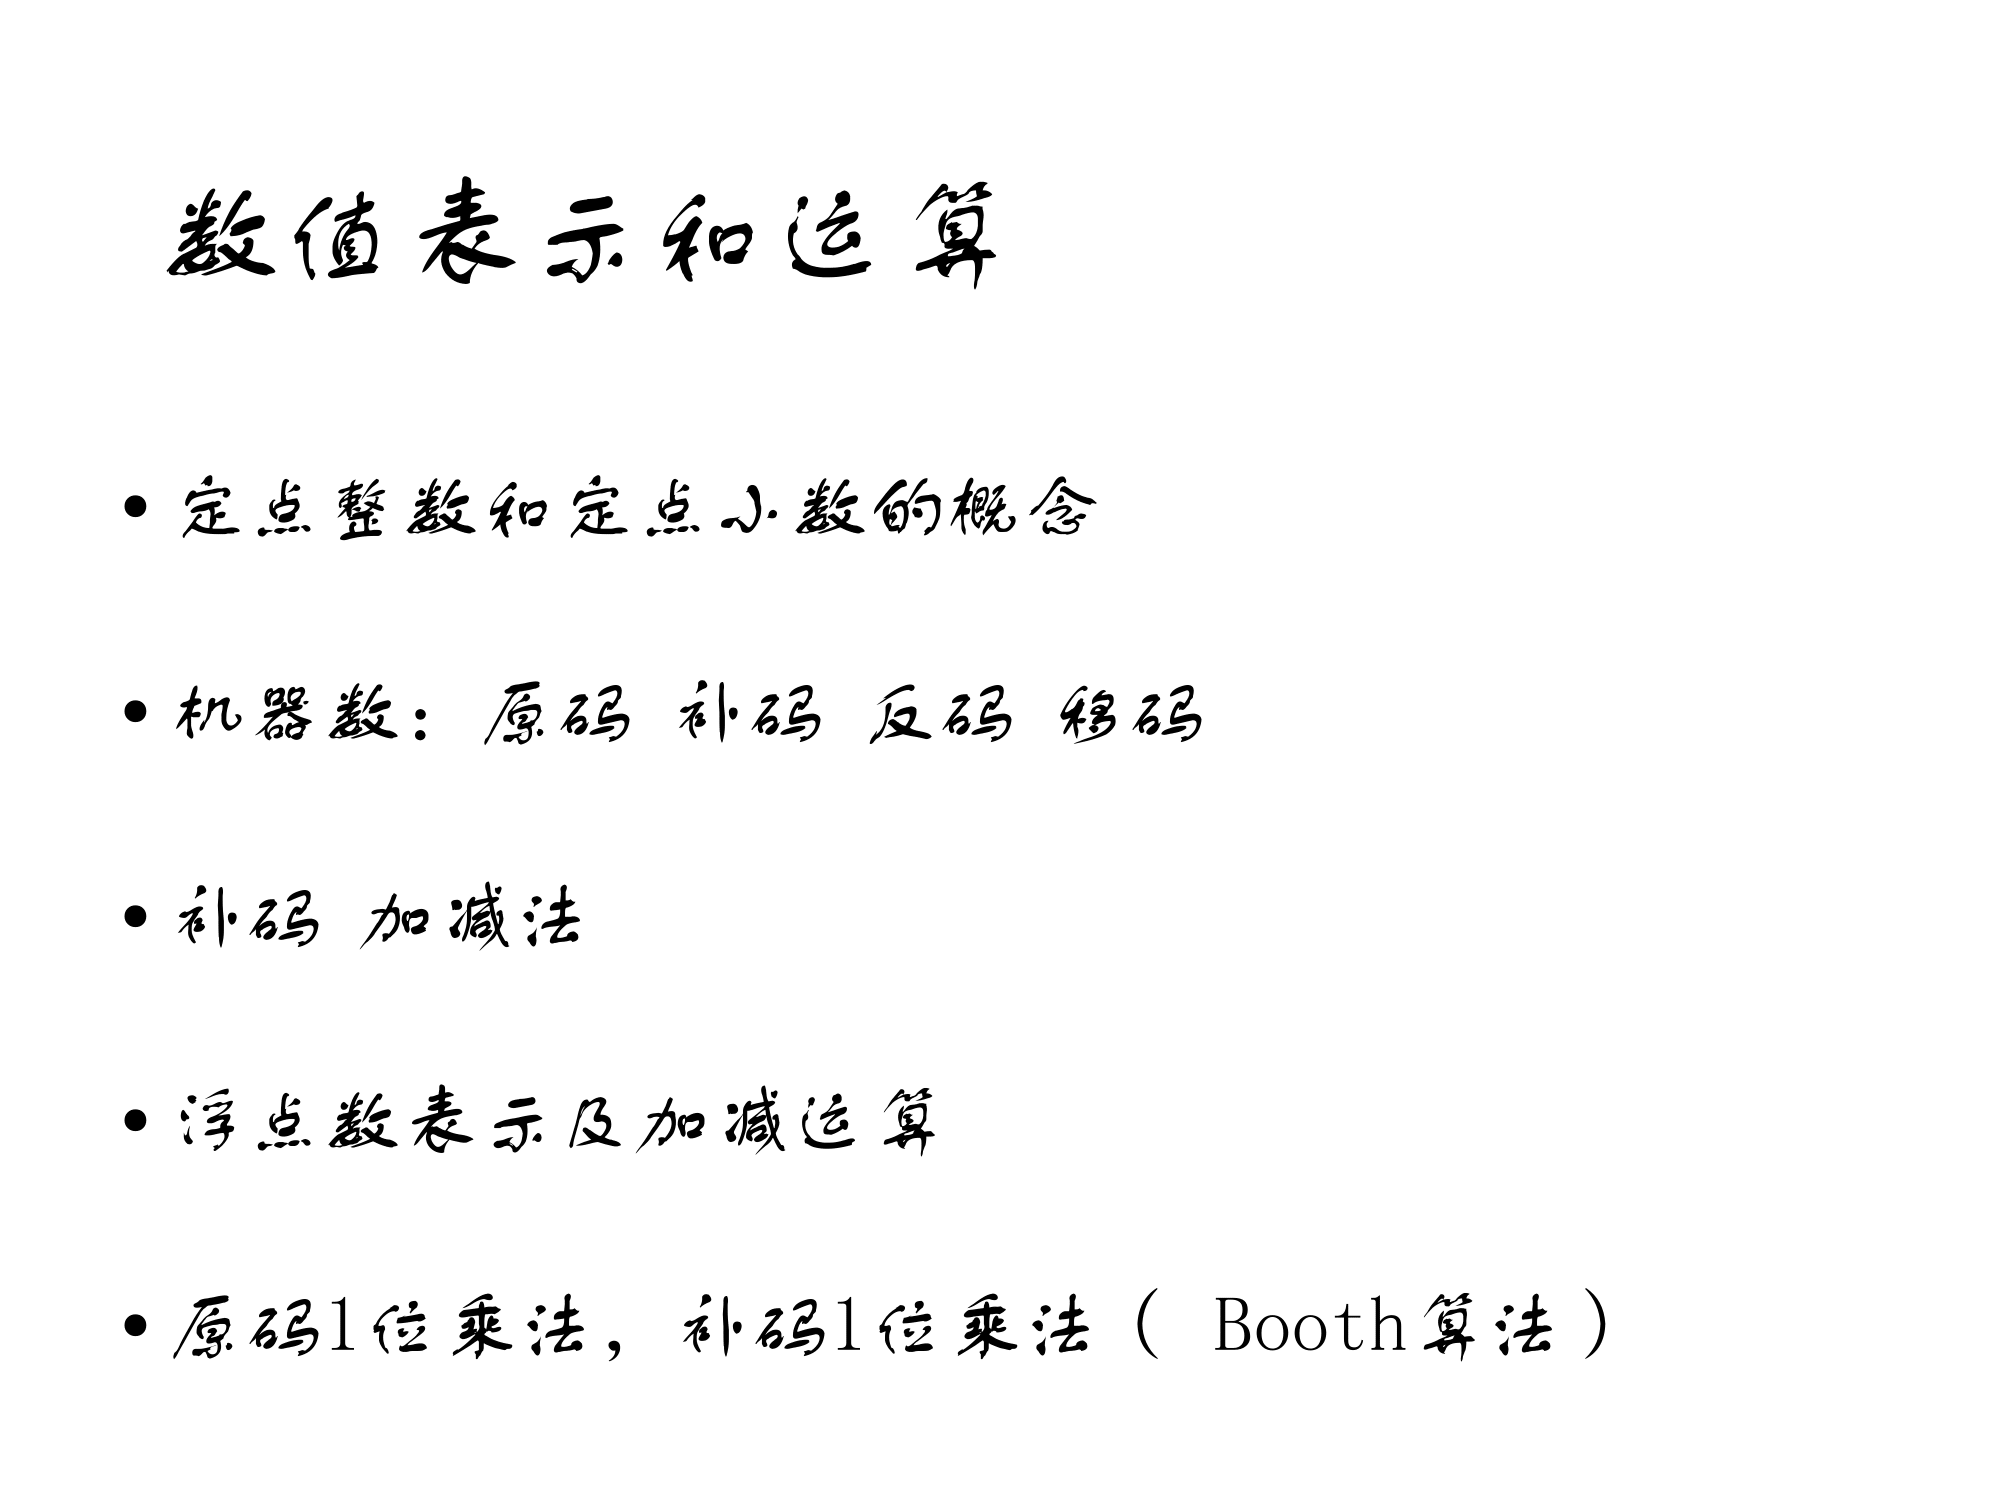 数值表示和运算
• 定点整数和定点小数的概念
• 机器数：原码 补码 反码 移码
• 补码 加减法
• 浮点数表示及加减运算
• 原码1位乘法，补码1位乘法（ Booth算法）